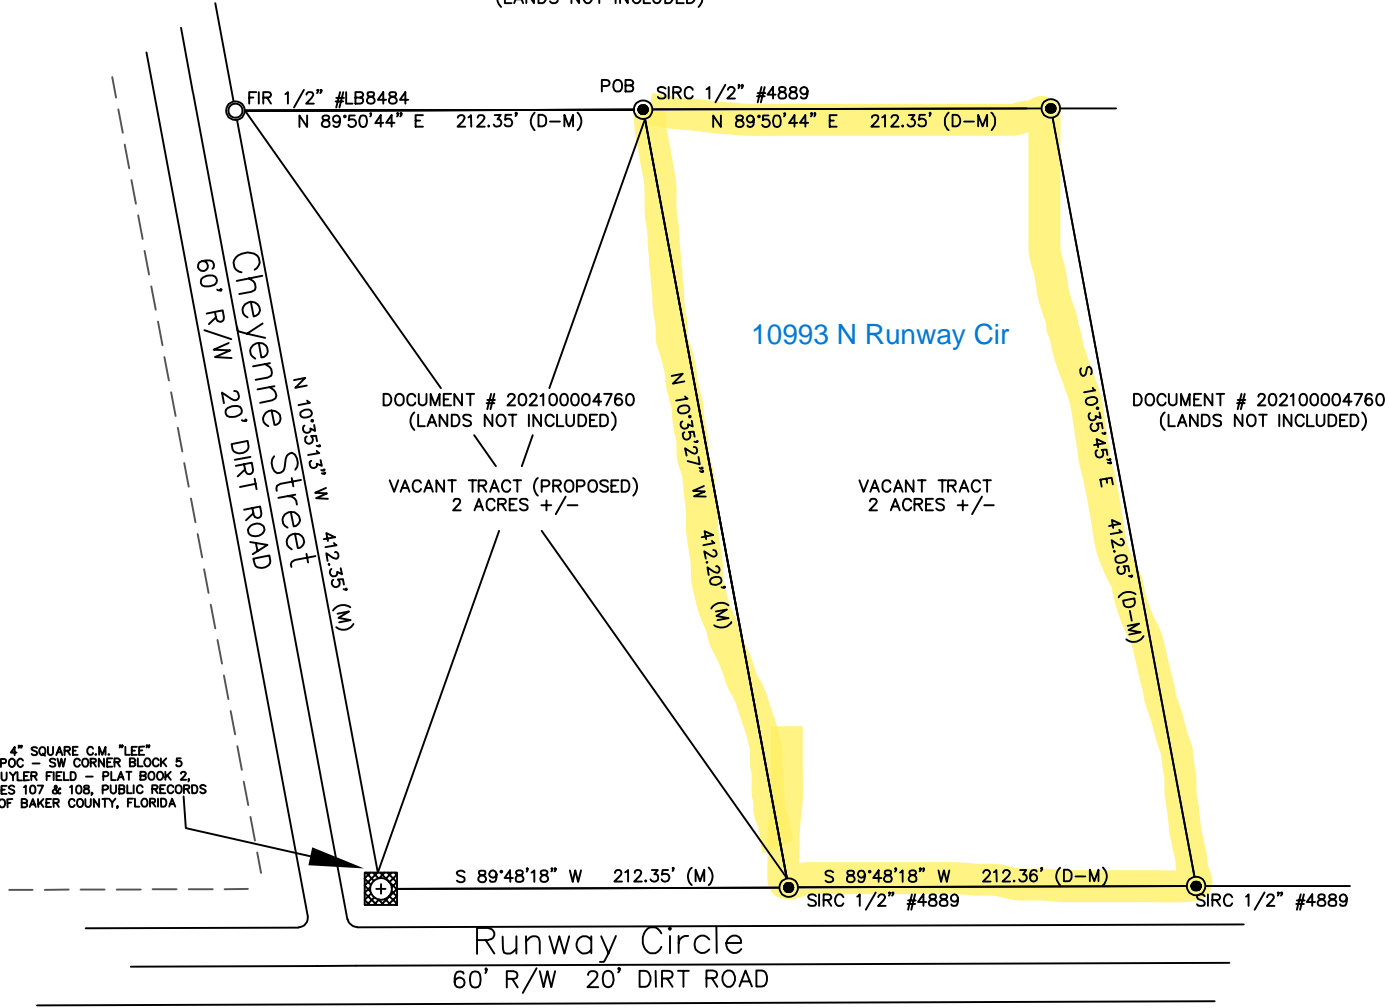 (LANDS NOT INCLUDED)
FIR 1/2" #LB8484
POB
SIRC 1/2" #4889
N 89°50'44" E 212.35' (D-M)
N 89°50'44" E 212.35' (D-M)
Cheyenne Street
60' R/W 20' DIRT ROAD
N 10°35'13" W 412.35' (M)
DOCUMENT # 202100004760
(LANDS NOT INCLUDED)
VACANT TRACT (PROPOSED)
2 ACRES +/-
N 10°35'27" W 412.20' (M)
10993 N Runway Cir
VACANT TRACT
2 ACRES +/-
S 10°35'45" E 412.05' (D-M)
DOCUMENT # 202100004760
(LANDS NOT INCLUDED)
4" SQUARE C.M. "LEE"
POC - SW CORNER BLOCK 5
UYLER FIELD - PLAT BOOK 2,
ES 107 & 108, PUBLIC RECORDS
OF BAKER COUNTY, FLORIDA
S 89°48'18" W 212.35' (M)
S 89°48'18" W 212.36' (D-M)
SIRC 1/2" #4889
SIRC 1/2" #4889
Runway Circle
60' R/W 20' DIRT ROAD